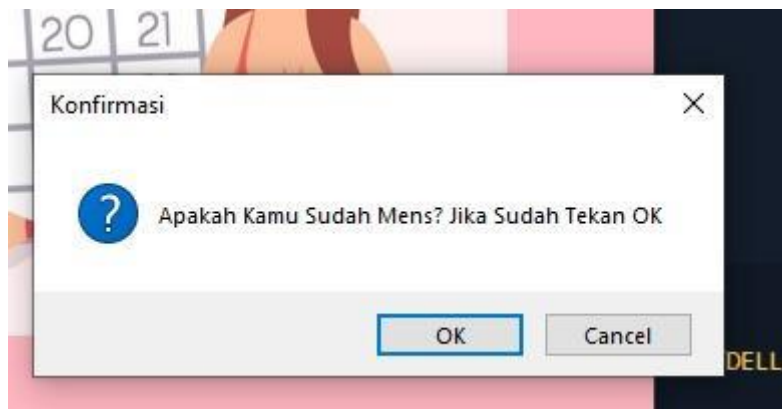 20 21
Konfirmasi
Apakah Kamu Sudah Mens? Jika Sudah Tekan OK
OK Cancel
DELL